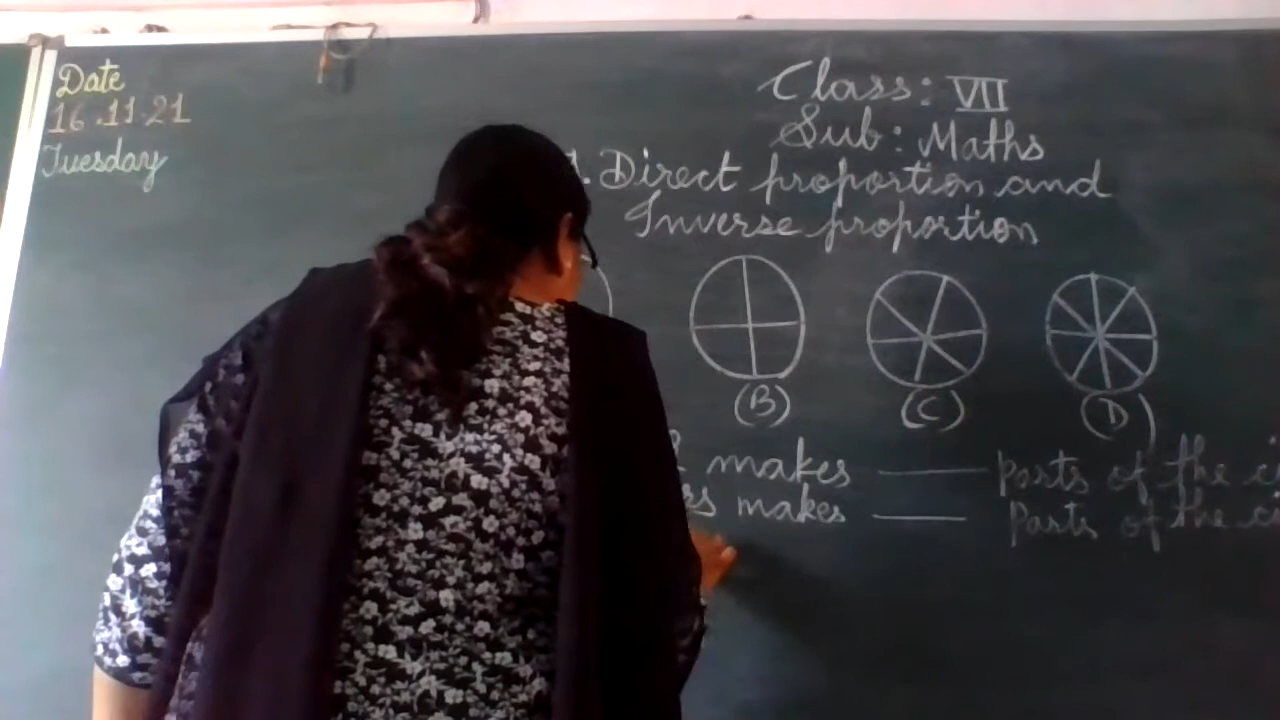 Date
16.11.21
Tuesday
Class: VII
Sub: Maths
1. Direct proportion and
Inverse proportion
(B) (C) (D)
makes ——— parts of the
makes ——— parts of the